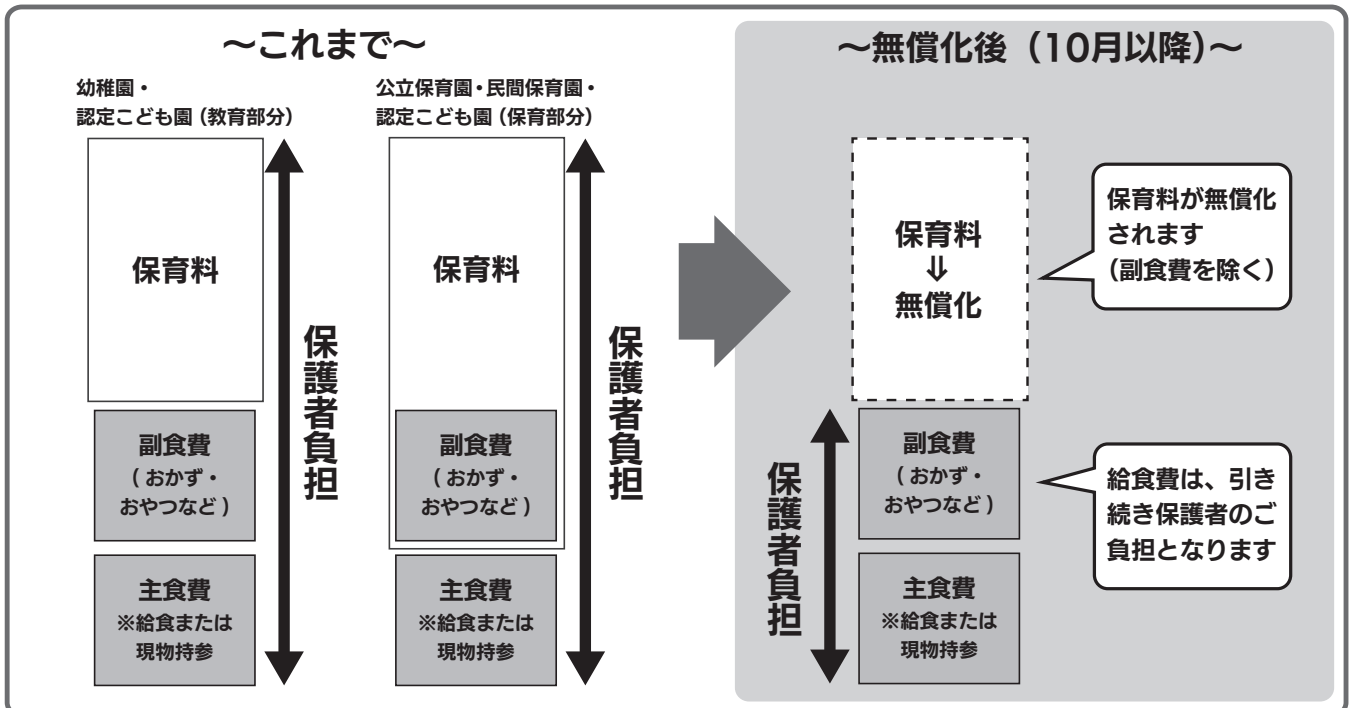 ～これまで～
幼稚園・
認定こども園（教育部分）
保育料
副食費
（おかず・
おやつなど）
主食費
※給食または
現物持参
保護者負担
公立保育園・民間保育園・
認定こども園（保育部分）
保育料
副食費
（おかず・
おやつなど）
主食費
※給食または
現物持参
保護者負担
～無償化後（10月以降）～
保育料
⇓
無償化
保育料が無償化
されます
（副食費を除く）
保護者負担
副食費
（おかず・
おやつなど）
主食費
※給食または
現物持参
給食費は、引き
続き保護者のご
負担となります